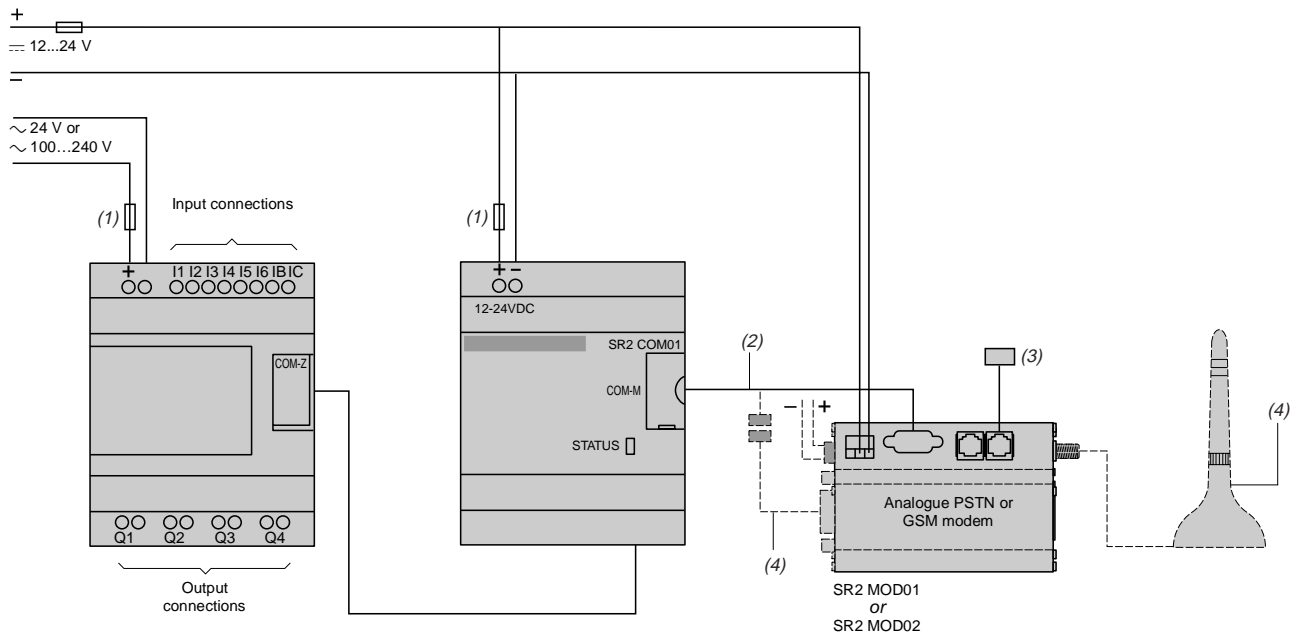 +
12...24 V
−
~ 24 V or
~ 100...240 V
(1)
Input connections
(1)
+
I1 I2 I3 I4 I5 I6 IB IC
COM-Z
Q1 Q2 Q3 Q4
Output
connections
+ −
12-24VDC
SR2 COM01
COM-M
STATUS
(2)
(3)
− +
(4)
Analogue PSTN or
GSM modem
(4)
SR2 MOD01
or
SR2 MOD02